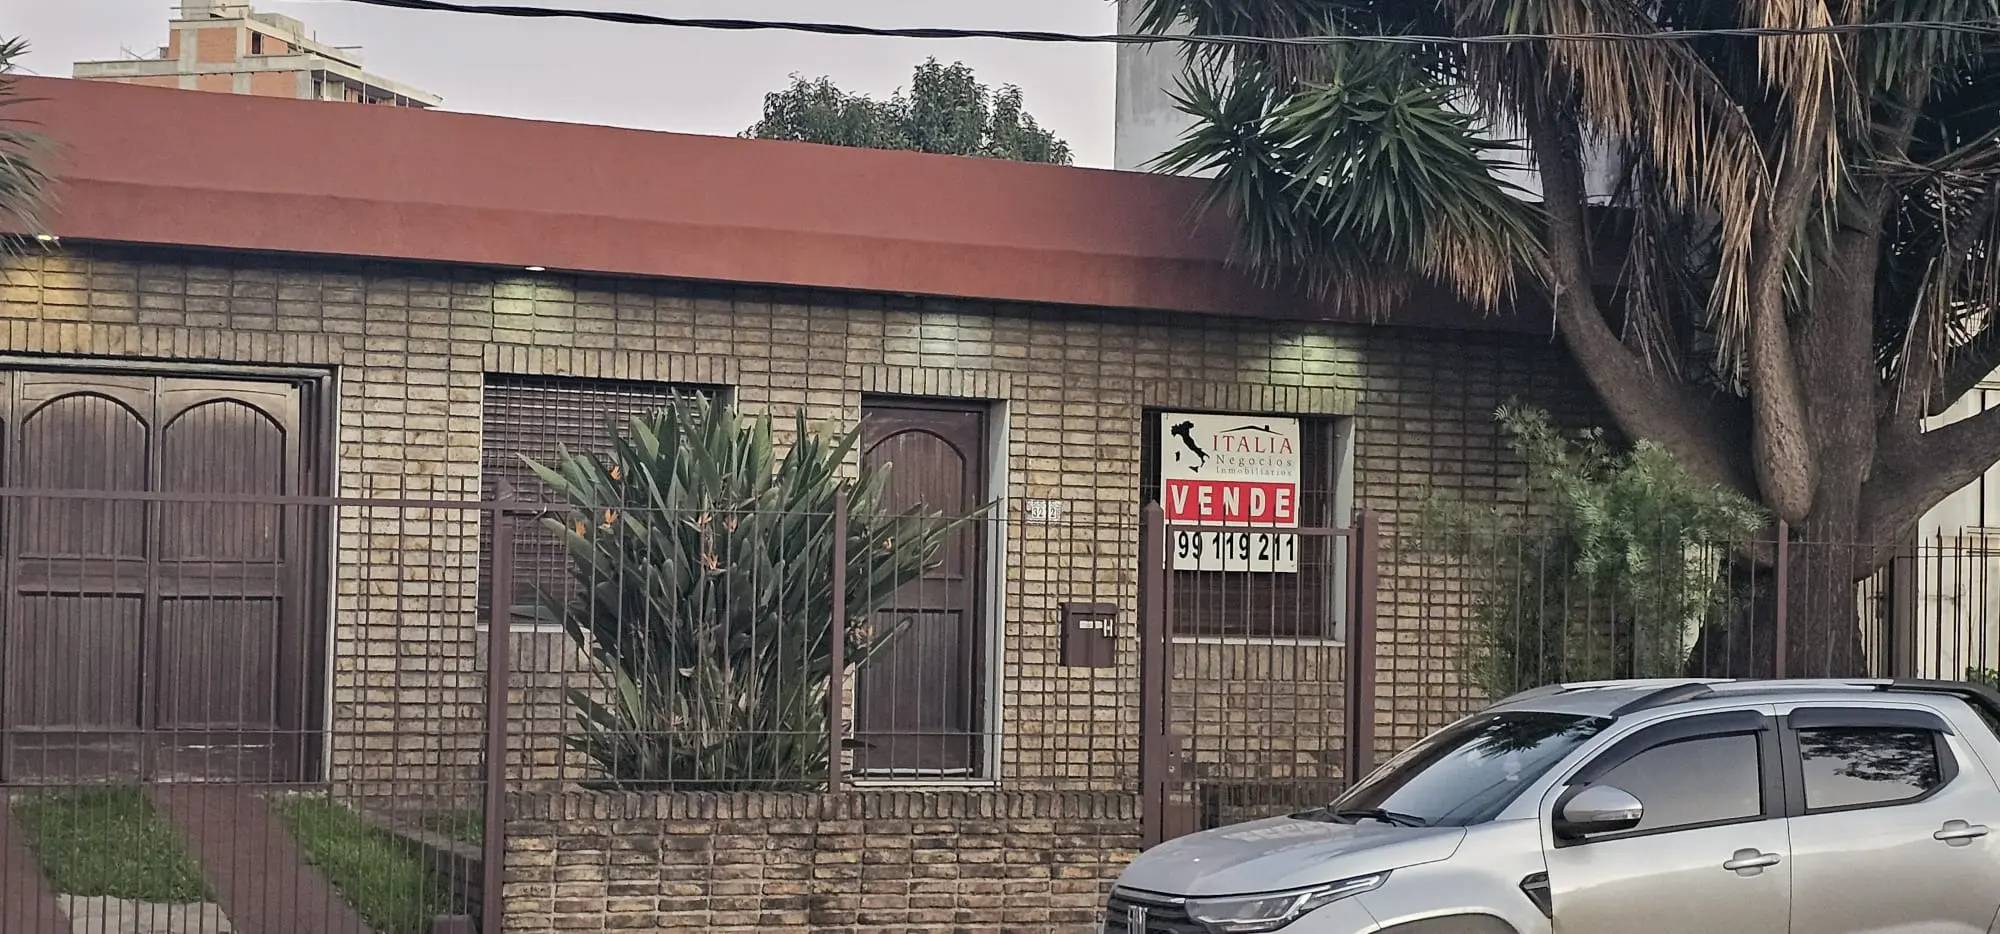 ITALIA
Negocios
Inmobiliarios
VENDE
99 119 211